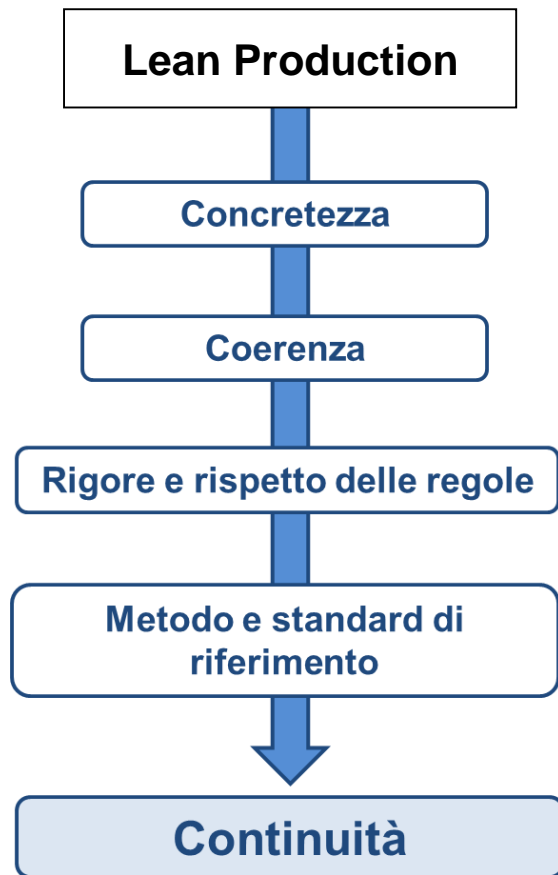 Lean Production
Concretezza
Coerenza
Rigore e rispetto delle regole
Metodo e standard di
riferimento
Continuità